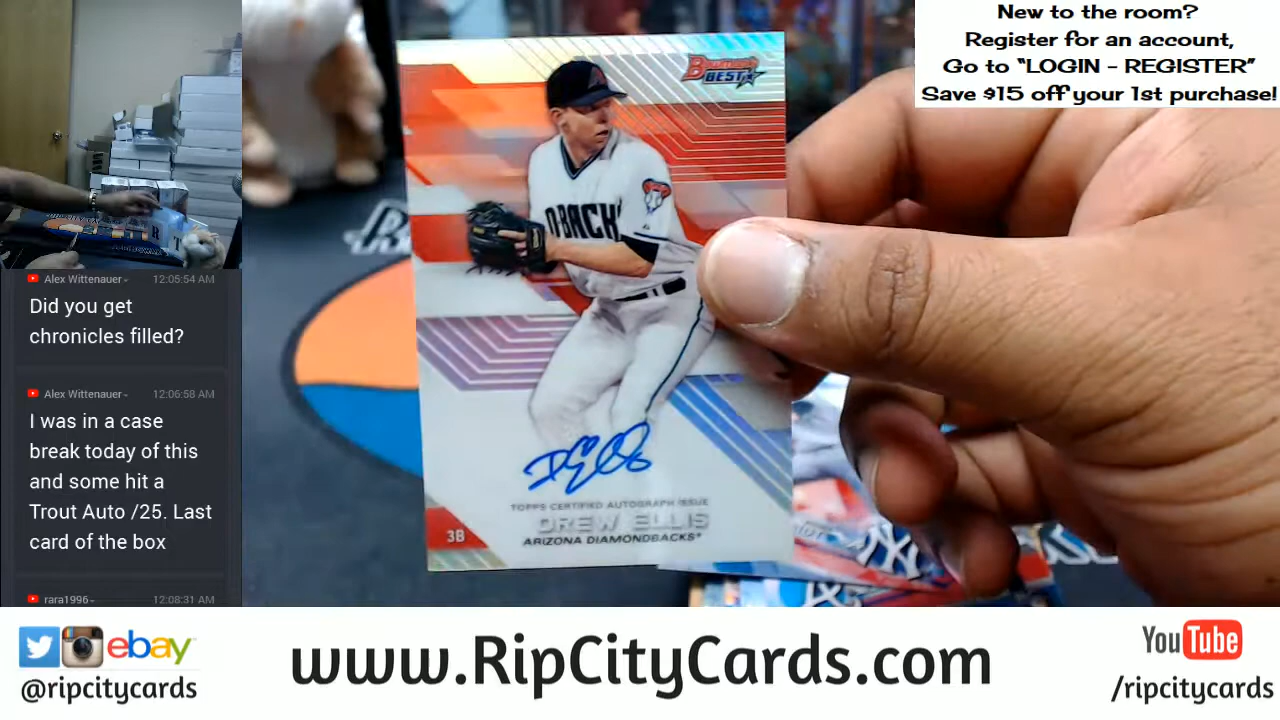 New to the room?
Register for an account,
Go to "LOGIN - REGISTER"
Save $15 off your 1st purchase!
Bowman's
BEST
D-BACK
TOPPS CERTIFIED AUTOGRAPH ISSUE
DREW ELLIS
3B
ARIZONA DIAMONDBACKS
Alex Wittenauer 12:05:54 AM
Did you get
chronicles filled?
Alex Wittenauer 12:06:58 AM
I was in a case
break today of this
and some hit a
Trout Auto /25. Last
card of the box
rara1996 12:08:31 AM
ebay
@ripcitycards
www.RipCityCards.com
YouTube
/ripcitycards